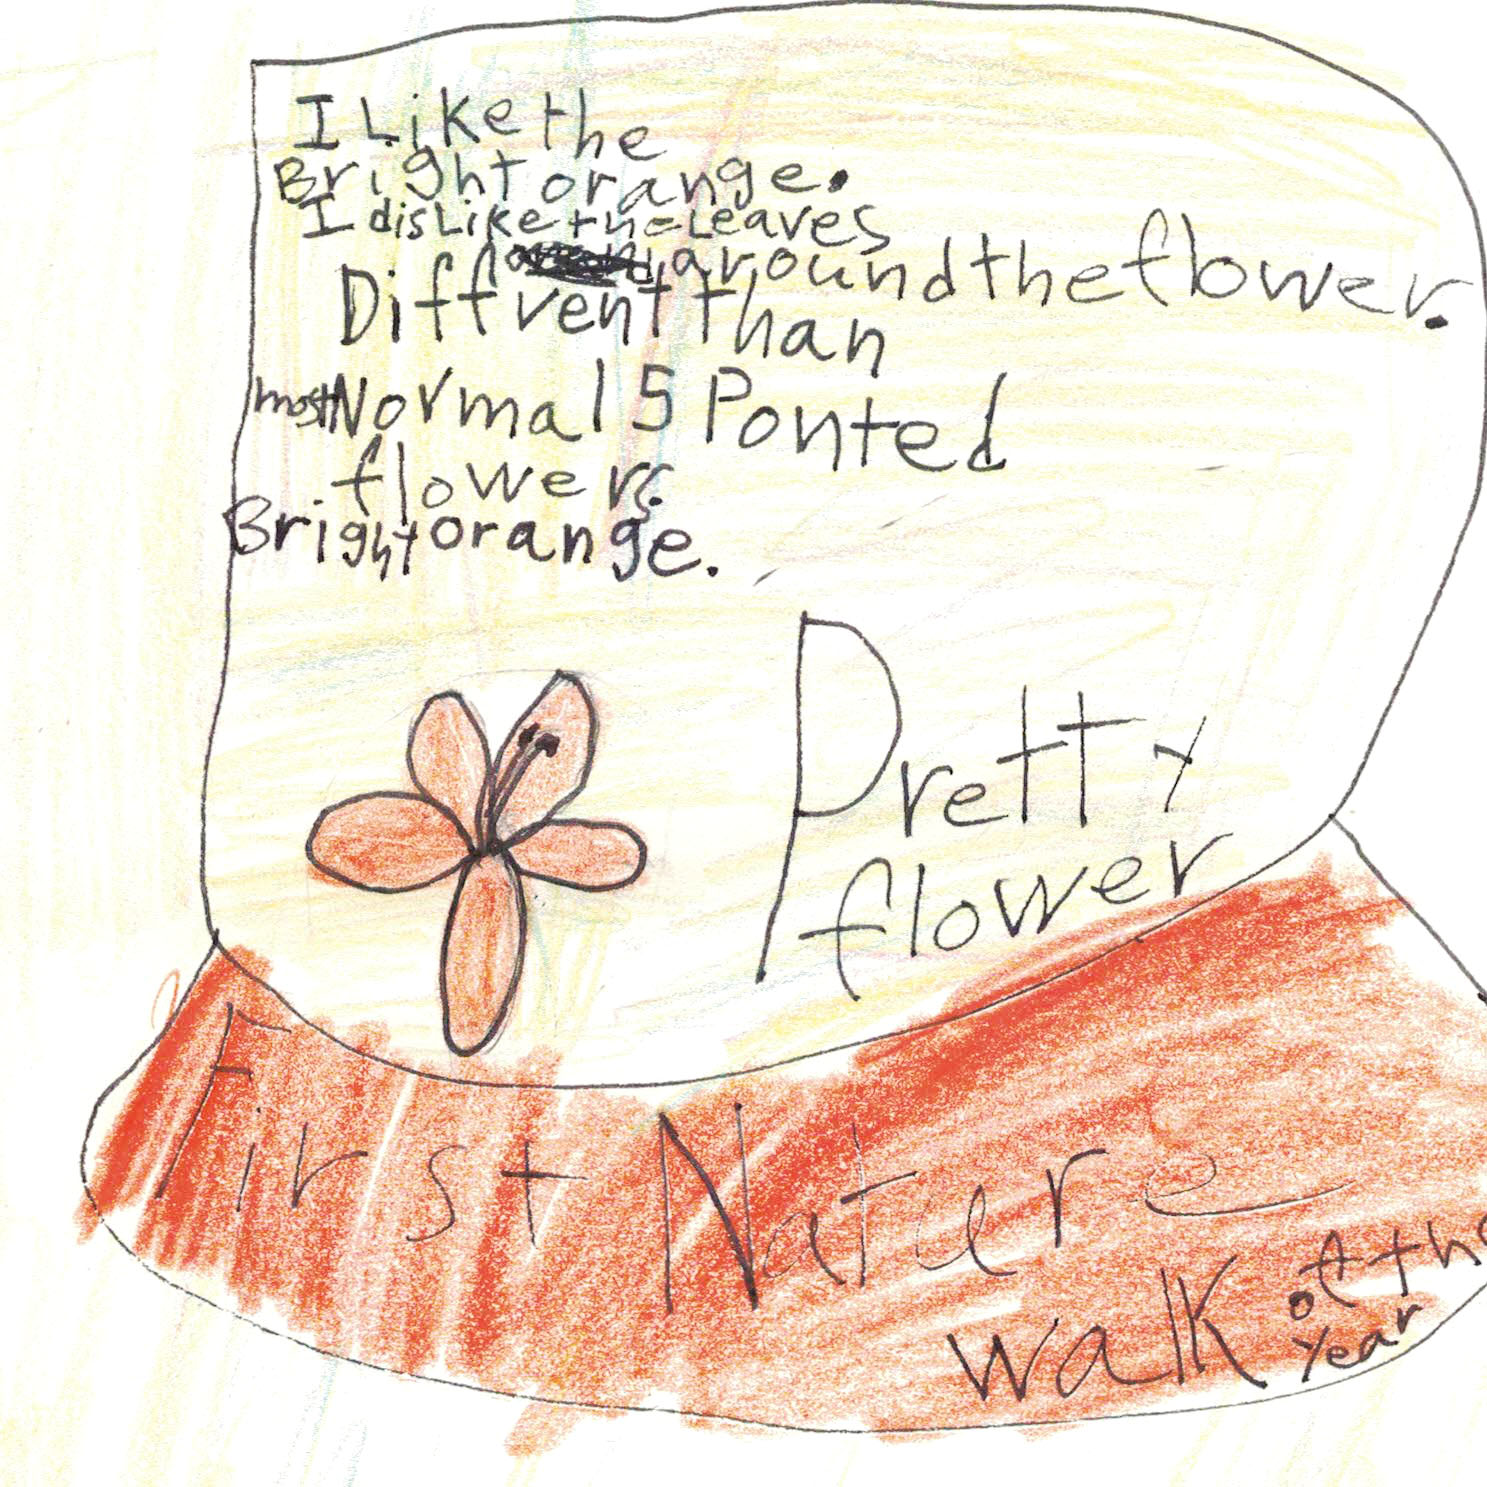 I Like the
Bright orange.
I disLike the Leaves
around the flower.
Diffvent than
most Normal 5 Ponted
flowers.
Bright orange.
Pretty
flower
First Nature
walk of the
year